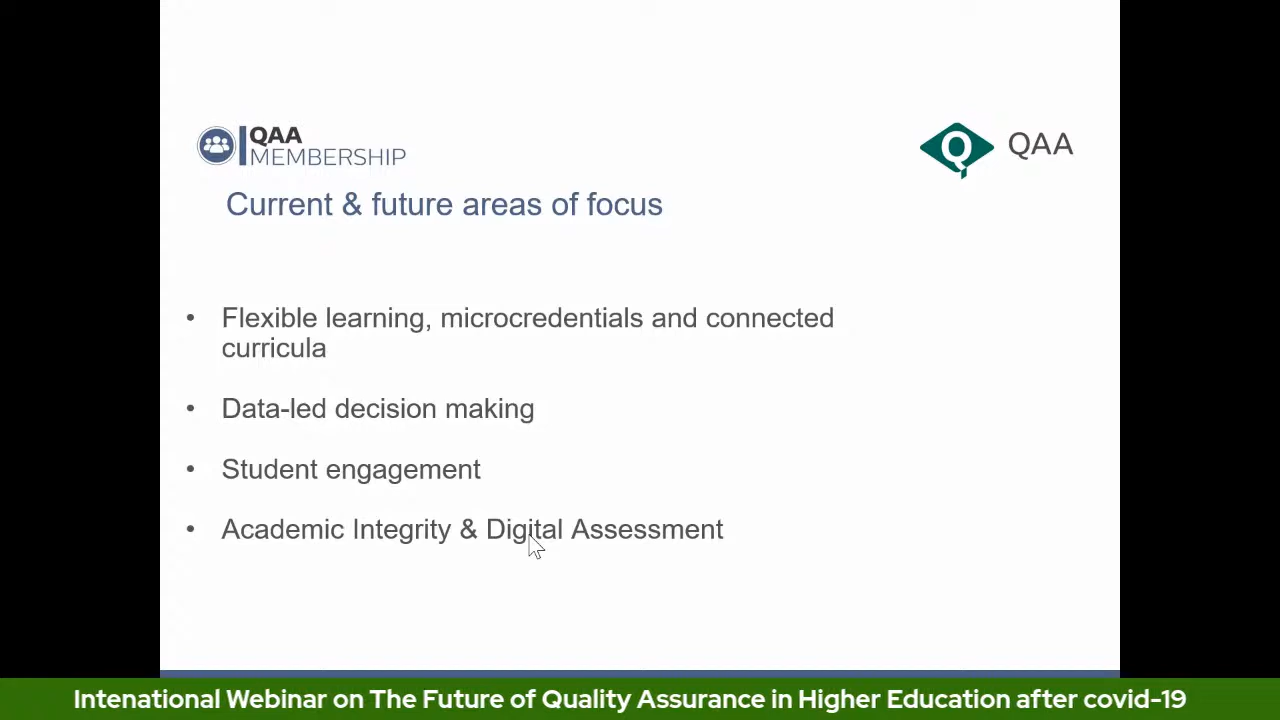 QAA
MEMBERSHIP
Q
QAA
Current & future areas of focus
• Flexible learning, microcredentials and connected
curricula
• Data-led decision making
• Student engagement
• Academic Integrity & Digital Assessment
Intenational Webinar on The Future of Quality Assurance in Higher Education after covid-19